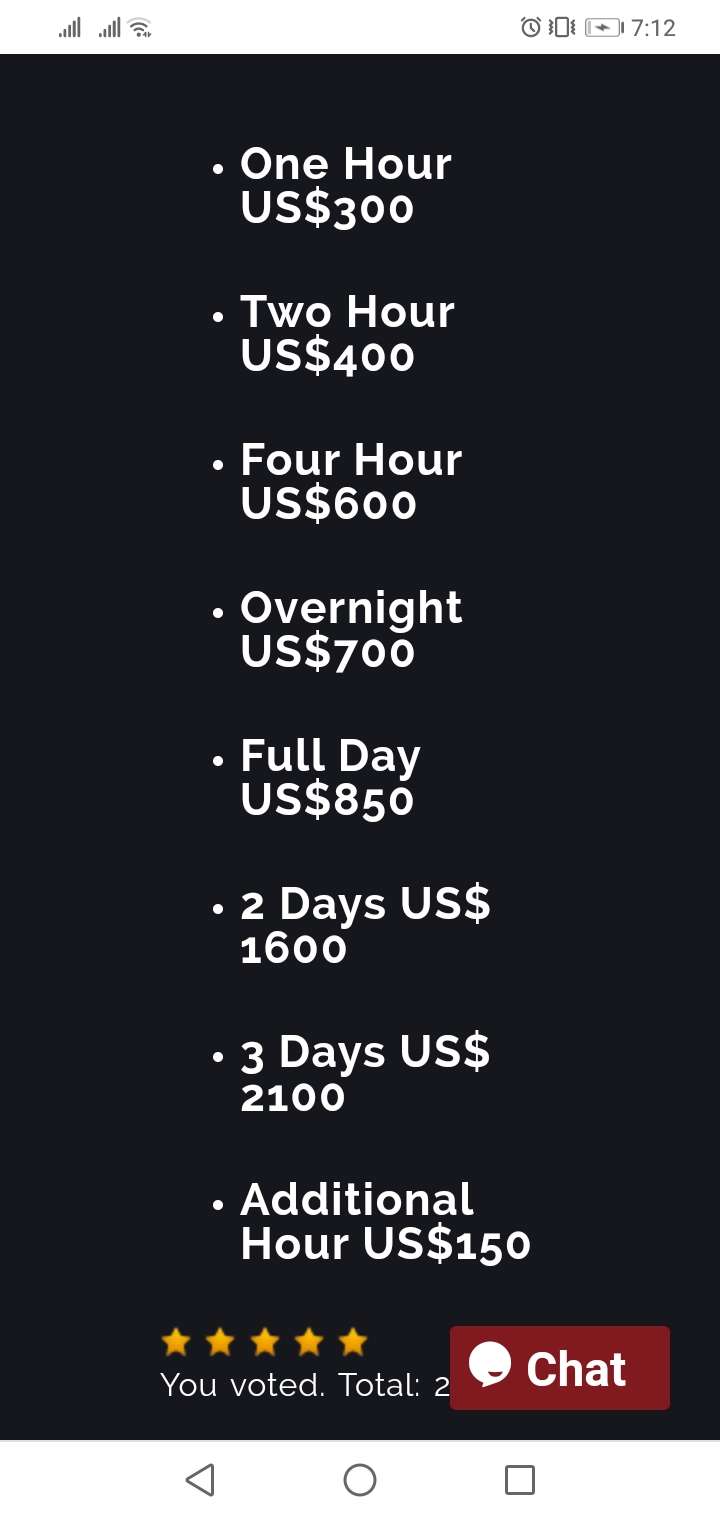 7:12
• One Hour
US$300
• Two Hour
US$400
• Four Hour
US$600
• Overnight
US$700
• Full Day
US$850
• 2 Days US$
1600
• 3 Days US$
2100
• Additional
Hour US$150
You voted. Total: 2
Chat